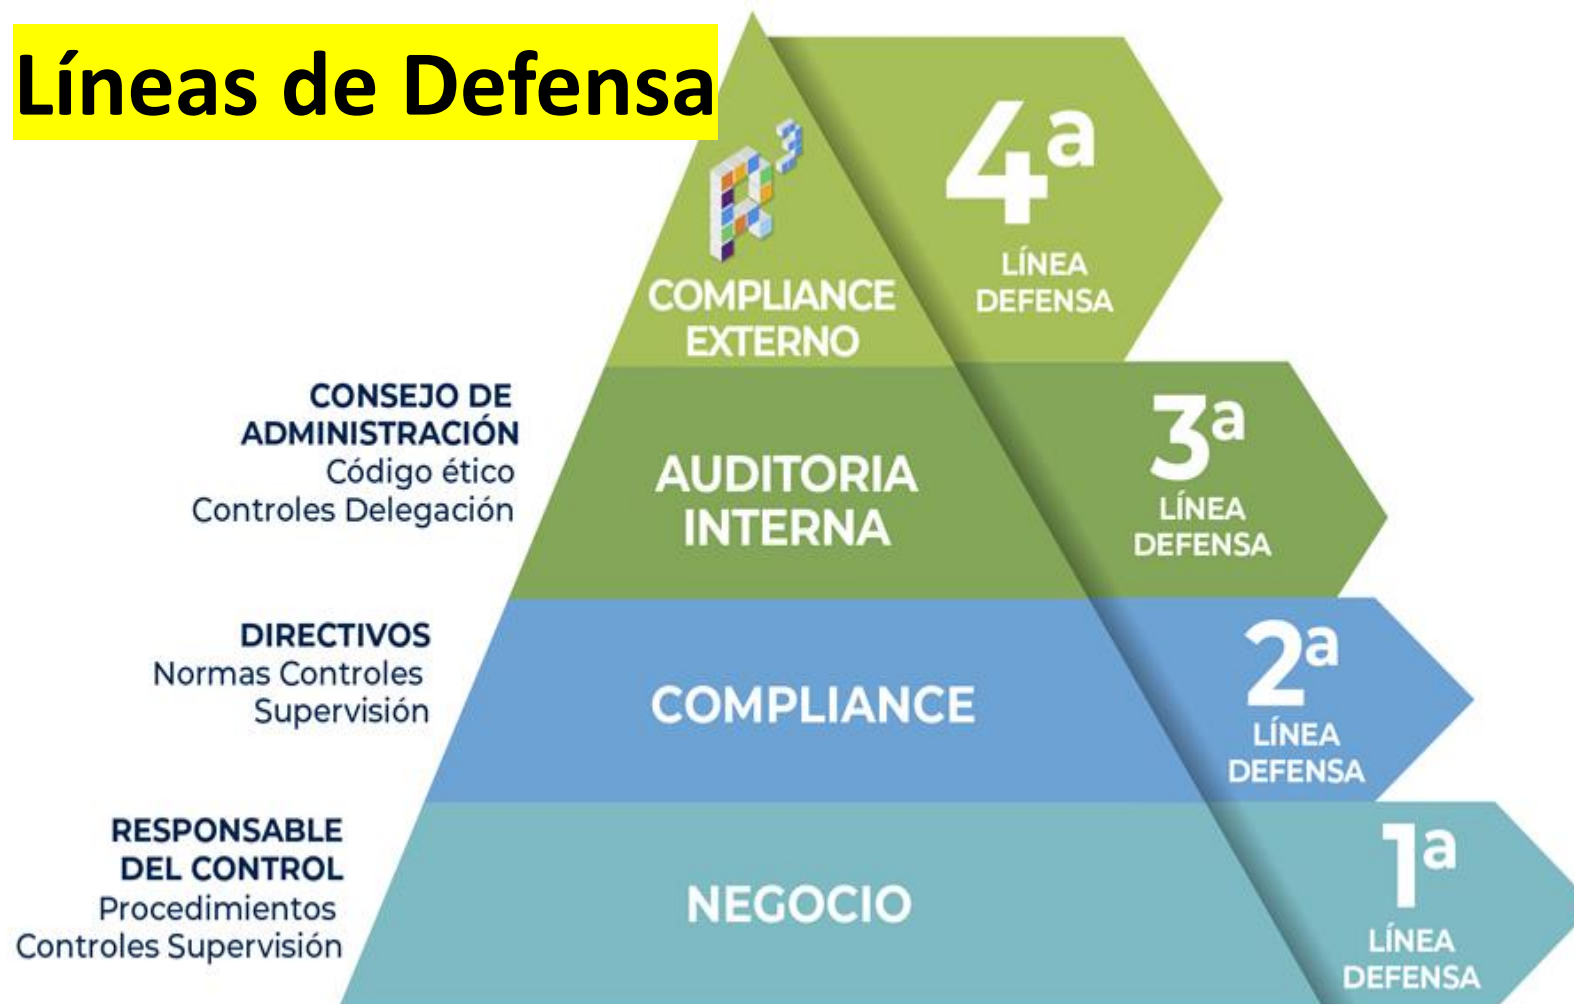 Líneas de Defensa
R³
COMPLIANCE
EXTERNO
4ª
LÍNEA
DEFENSA
CONSEJO DE
ADMINISTRACIÓN
Código ético
Controles Delegación
AUDITORIA
INTERNA
3ª
LÍNEA
DEFENSA
DIRECTIVOS
Normas Controles
Supervisión
COMPLIANCE
2ª
LÍNEA
DEFENSA
RESPONSABLE
DEL CONTROL
Procedimientos
Controles Supervisión
NEGOCIO
1ª
LÍNEA
DEFENSA